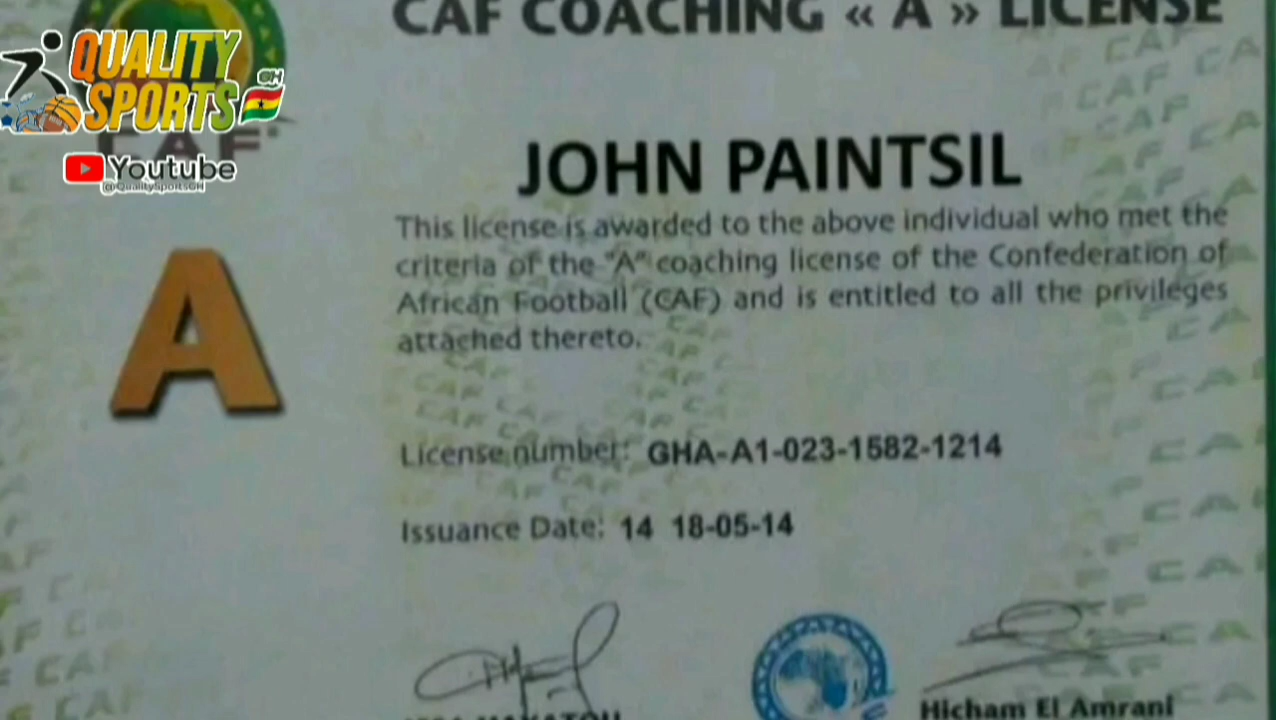 CAF COACHING « A » LICENSE
QUALITY
SPORTS
GH
CAF
Youtube
@QualitySportsGH
JOHN PAINTSIL
This license is awarded to the above individual who met the
criteria of the "A" coaching license of the Confederation of
African Football (CAF) and is entitled to all the privileges
attached thereto.
A
License number: GHA-A1-023-1582-1214
Issuance Date: 14 18-05-14
Hicham El Amrani